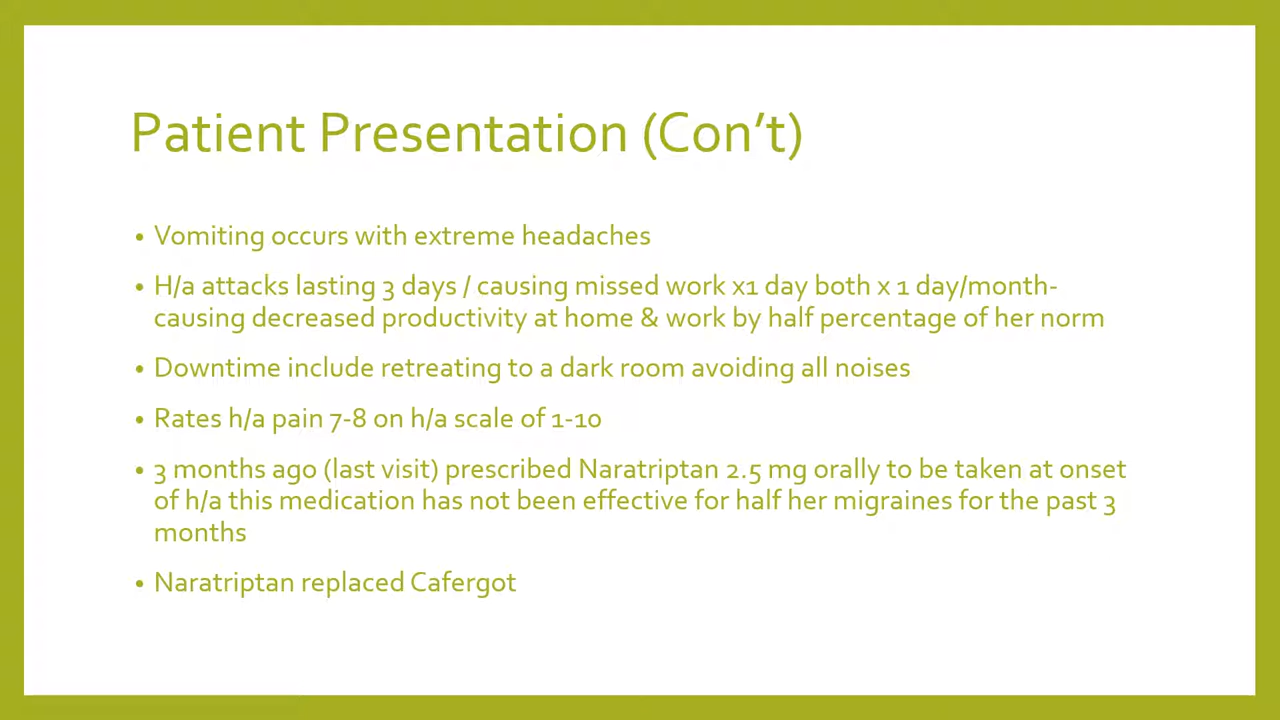 Patient Presentation (Con’t)
• Vomiting occurs with extreme headaches
• H/a attacks lasting 3 days / causing missed work x1 day both x 1 day/month-
causing decreased productivity at home & work by half percentage of her norm
• Downtime include retreating to a dark room avoiding all noises
• Rates h/a pain 7-8 on h/a scale of 1-10
• 3 months ago (last visit) prescribed Naratriptan 2.5 mg orally to be taken at onset
of h/a this medication has not been effective for half her migraines for the past 3
months
• Naratriptan replaced Cafergot